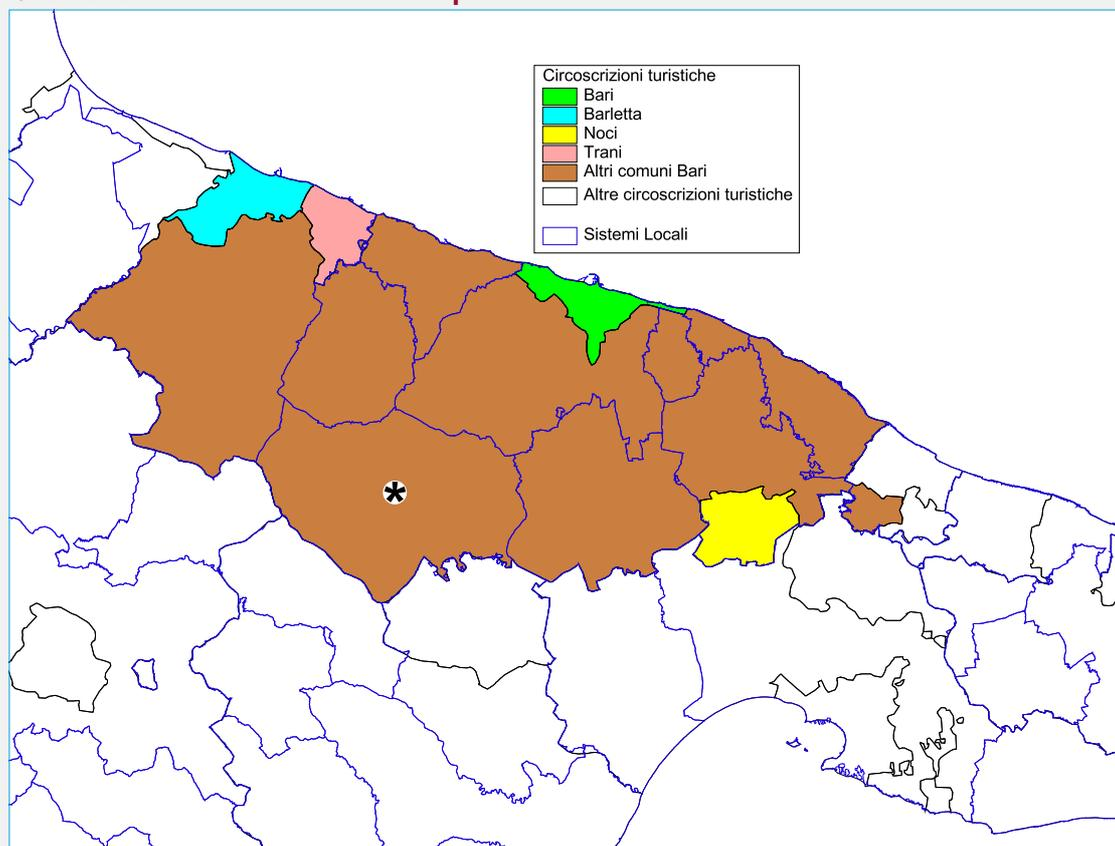 Circoscrizioni turistiche
Bari
Barletta
Noci
Trani
Altri comuni Bari
Altre circoscrizioni turistiche
Sistemi Locali
*